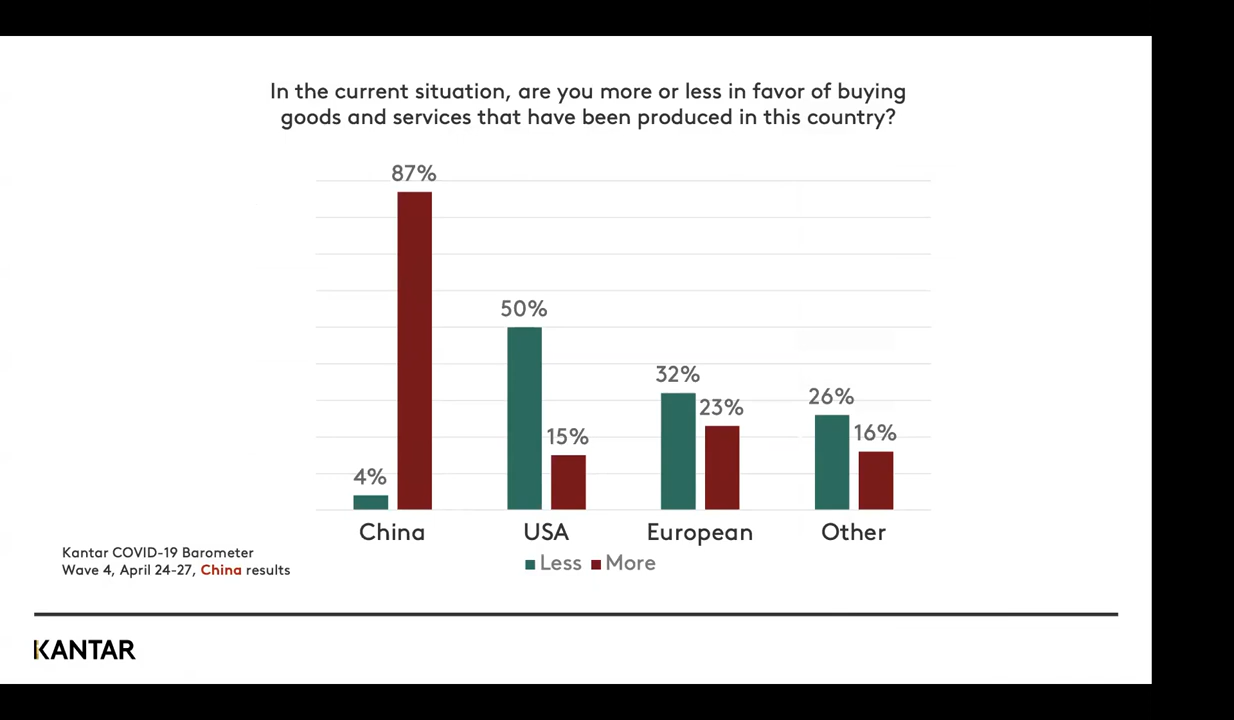 In the current situation, are you more or less in favor of buying
goods and services that have been produced in this country?
87%
50%
32%
23%
26%
15%
16%
4%
China USA European Other
Less More
Kantar COVID-19 Barometer
Wave 4, April 24-27, China results
KANTAR